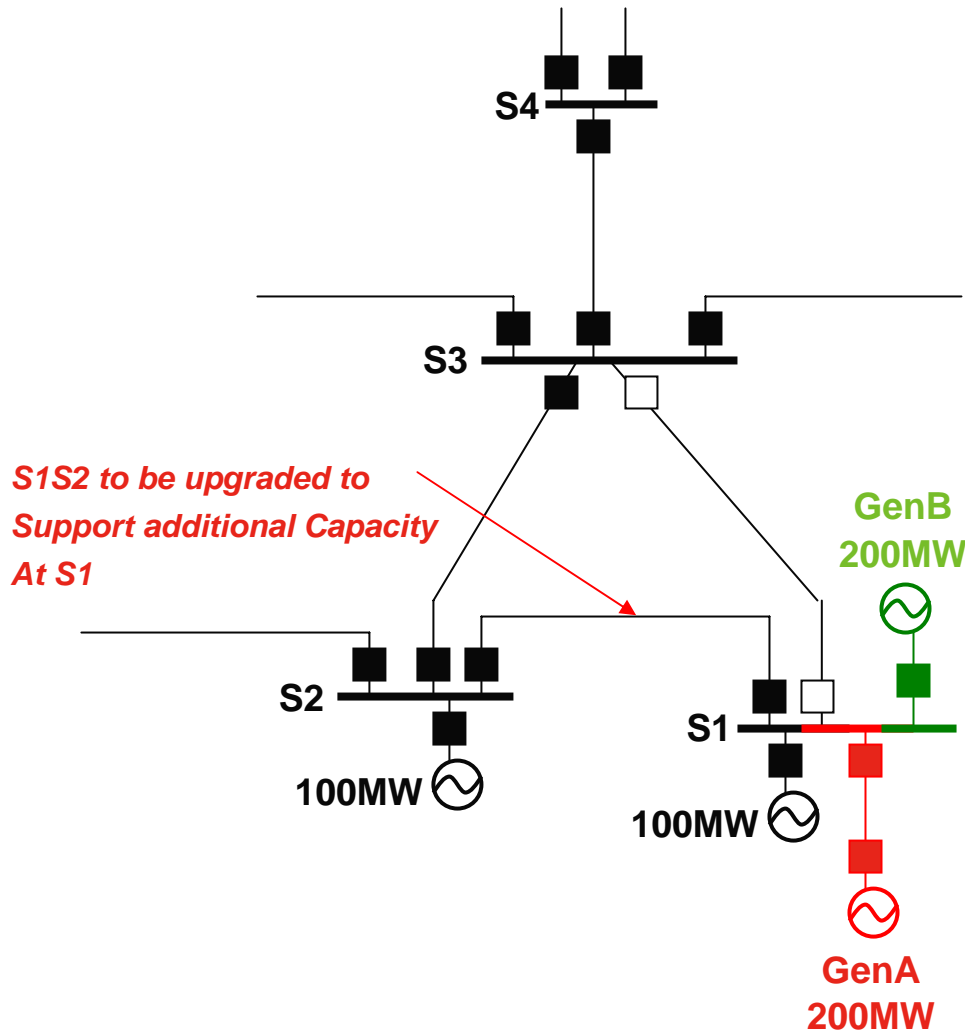 S4
S3
S1S2 to be upgraded to
Support additional Capacity
At S1
GenB
200MW
S2
S1
100MW
100MW
GenA
200MW